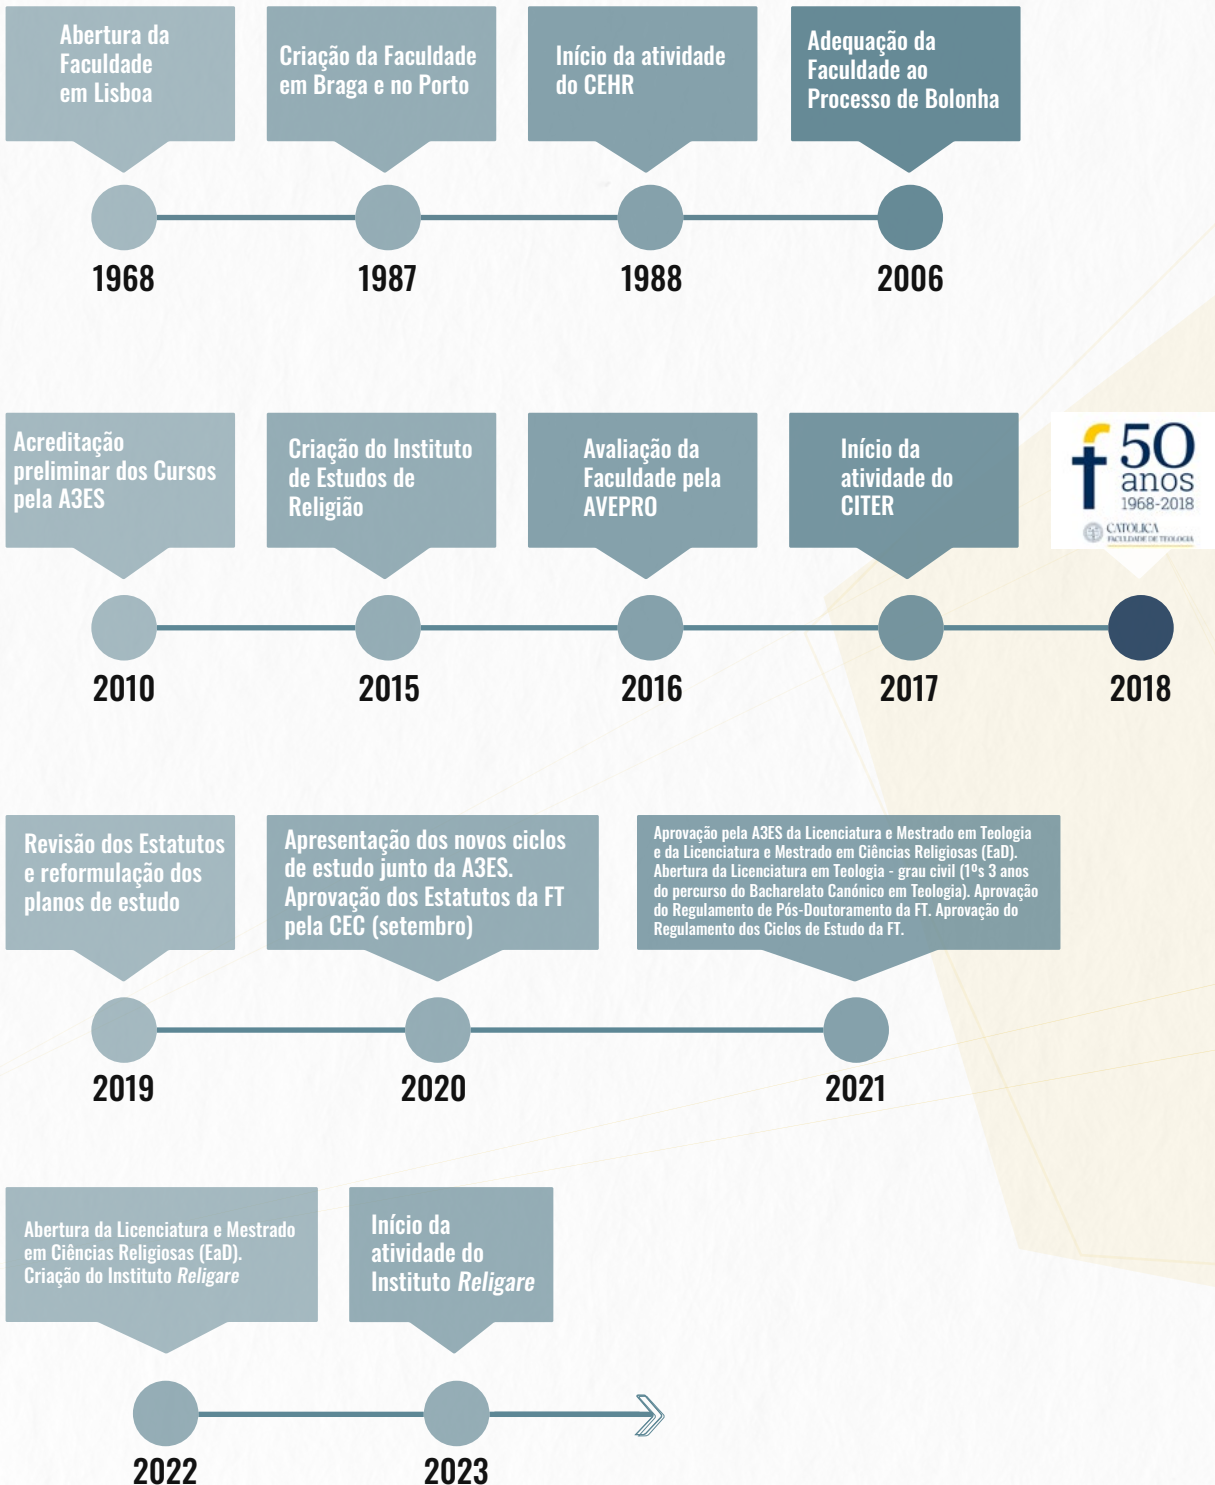 Abertura da
Faculdade
em Lisboa
Criação da Faculdade
em Braga e no Porto
Início da atividade
do CEHR
Adequação da
Faculdade ao
Processo de Bolonha
1968
1987
1988
2006
Acreditação
preliminar dos Cursos
pela A3ES
Criação do Instituto
de Estudos de
Religião
Avaliação da
Faculdade pela
AVEPRO
Início da
atividade do
CITER
f 50
anos
1968-2018
CATÓLICA
FACULDADE DE TEOLOGIA
2010
2015
2016
2017
2018
Revisão dos Estatutos
e reformulação dos
planos de estudo
Apresentação dos novos ciclos
de estudo junto da A3ES.
Aprovação dos Estatutos da FT
pela CEC (setembro)
Aprovação pela A3ES da Licenciatura e Mestrado em Teologia
e da Licenciatura e Mestrado em Ciências Religiosas (EaD).
Abertura da Licenciatura em Teologia - grau civil (1ºs 3 anos
do percurso do Bacharelato Canónico em Teologia). Aprovação
do Regulamento de Pós-Doutoramento da FT. Aprovação do
Regulamento dos Ciclos de Estudo da FT.
2019
2020
2021
Abertura da Licenciatura e Mestrado
em Ciências Religiosas (EaD).
Criação do Instituto Religare
Início da
atividade do
Instituto Religare
2022
2023